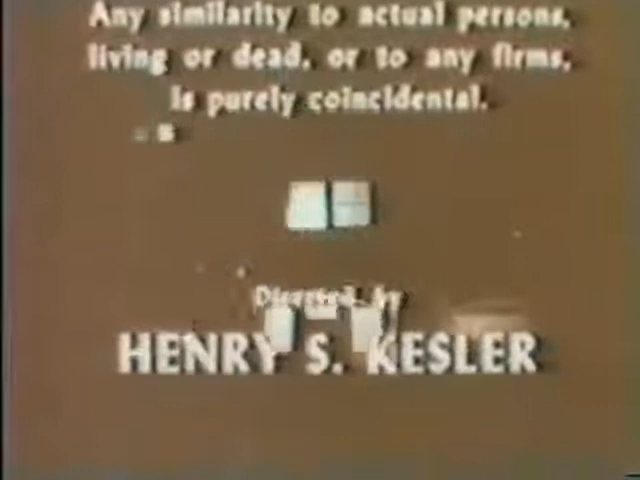 Any similarity to actual persons,
living or dead, or to any firms,
is purely coincidental.
Directed by
HENRY S. KESLER